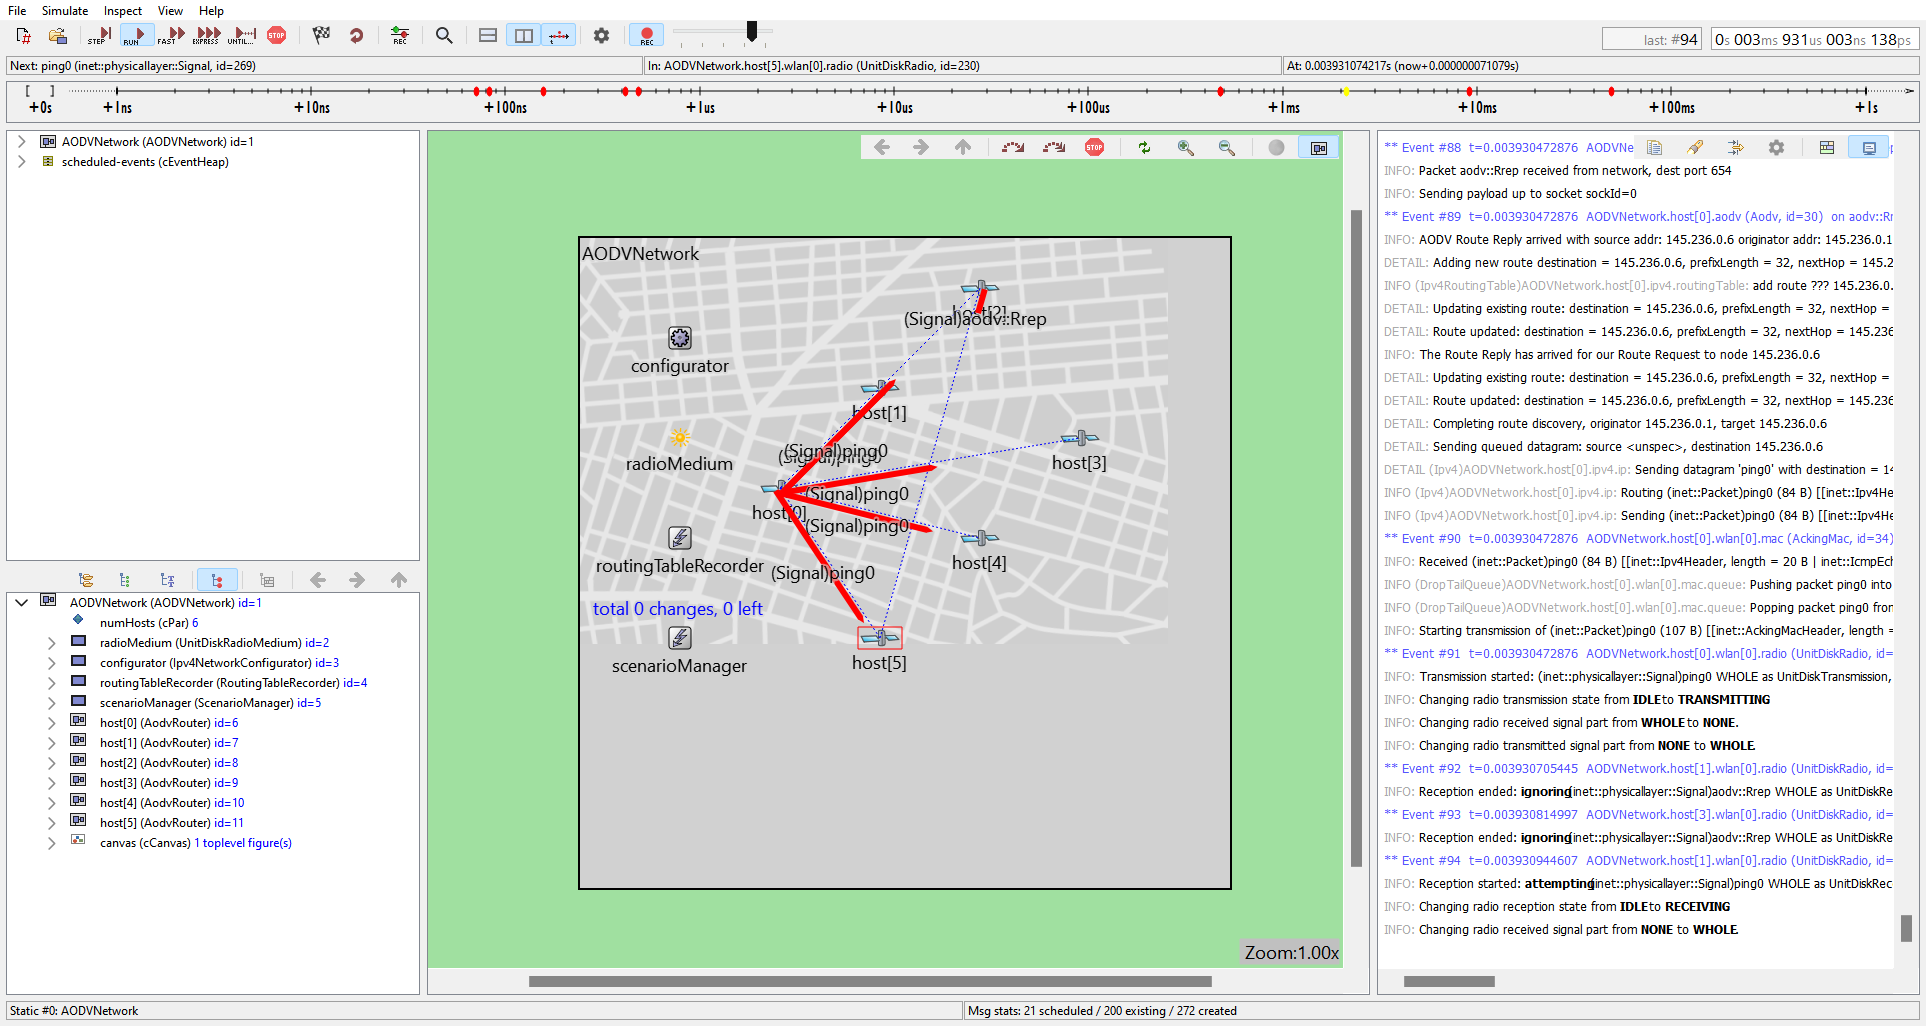 File Simulate Inspect View Help
STEP RUN FAST EXPRESS UNTIL... STOP REC REC
last: #94 0s 003ms 931us 003ns 138ps
Next: ping0 (inet::physicallayer::Signal, id=269) In: AODVNetwork.host[5].wlan[0].radio (UnitDiskRadio, id=230) At: 0.003931074217s (now+0.000000071079s)
+0s +1ns +10ns +100ns +1us +10us +100us +1ms +10ms +100ms +1s
AODVNetwork (AODVNetwork) id=1
scheduled-events (cEventHeap)
AODVNetwork (AODVNetwork) id=1
numHosts (cPar) 6
radioMedium (UnitDiskRadioMedium) id=2
configurator (Ipv4NetworkConfigurator) id=3
routingTableRecorder (RoutingTableRecorder) id=4
scenarioManager (ScenarioManager) id=5
host[0] (AodvRouter) id=6
host[1] (AodvRouter) id=7
host[2] (AodvRouter) id=8
host[3] (AodvRouter) id=9
host[4] (AodvRouter) id=10
host[5] (AodvRouter) id=11
canvas (cCanvas) 1 toplevel figure(s)
STOP
AODVNetwork
host[2]
(Signal)aodv::Rrep
configurator
host[1]
(Signal)ping0
(Signal)ping0
radioMedium
host[3]
(Signal)ping0
host[0]
(Signal)ping0
host[4]
routingTableRecorder
(Signal)ping0
total 0 changes, 0 left
scenarioManager
host[5]
Zoom:1.00x
** Event #88 t=0.003930472876 AODVNe
INFO: Packet aodv::Rrep received from network, dest port 654
INFO: Sending payload up to socket sockId=0
** Event #89 t=0.003930472876 AODVNetwork.host[0].aodv (Aodv, id=30) on aodv::Rr
INFO: AODV Route Reply arrived with source addr: 145.236.0.6 originator addr: 145.236.0.1
DETAIL: Adding new route destination = 145.236.0.6, prefixLength = 32, nextHop = 145.2
INFO (Ipv4RoutingTable)AODVNetwork.host[0].ipv4.routingTable: add route ??? 145.236.0.
DETAIL: Updating existing route: destination = 145.236.0.6, prefixLength = 32, nextHop =
DETAIL: Route updated: destination = 145.236.0.6, prefixLength = 32, nextHop = 145.236
INFO: The Route Reply has arrived for our Route Request to node 145.236.0.6
DETAIL: Updating existing route: destination = 145.236.0.6, prefixLength = 32, nextHop =
DETAIL: Route updated: destination = 145.236.0.6, prefixLength = 32, nextHop = 145.236
DETAIL: Completing route discovery, originator 145.236.0.1, target 145.236.0.6
DETAIL: Sending queued datagram: source <unspec>, destination 145.236.0.6
DETAIL (Ipv4)AODVNetwork.host[0].ipv4.ip: Sending datagram 'ping0' with destination = 14
INFO (Ipv4)AODVNetwork.host[0].ipv4.ip: Routing (inet::Packet)ping0 (84 B) [[inet::Ipv4He
INFO (Ipv4)AODVNetwork.host[0].ipv4.ip: Sending (inet::Packet)ping0 (84 B) [[inet::Ipv4He
** Event #90 t=0.003930472876 AODVNetwork.host[0].wlan[0].mac (AckingMac, id=34)
INFO: Received (inet::Packet)ping0 (84 B) [[inet::Ipv4Header, length = 20 B | inet::IcmpEch
INFO (DropTailQueue)AODVNetwork.host[0].wlan[0].mac.queue: Pushing packet ping0 into
INFO (DropTailQueue)AODVNetwork.host[0].wlan[0].mac.queue: Popping packet ping0 from
INFO: Starting transmission of (inet::Packet)ping0 (107 B) [[inet::AckingMacHeader, length =
** Event #91 t=0.003930472876 AODVNetwork.host[0].wlan[0].radio (UnitDiskRadio, id=
INFO: Transmission started: (inet::physicallayer::Signal)ping0 WHOLE as UnitDiskTransmission,
INFO: Changing radio transmission state from IDLE to TRANSMITTING
INFO: Changing radio received signal part from WHOLE to NONE.
INFO: Changing radio transmitted signal part from NONE to WHOLE.
** Event #92 t=0.003930705445 AODVNetwork.host[1].wlan[0].radio (UnitDiskRadio, id=
INFO: Reception ended: ignoring (inet::physicallayer::Signal)aodv::Rrep WHOLE as UnitDiskRe
** Event #93 t=0.003930814997 AODVNetwork.host[3].wlan[0].radio (UnitDiskRadio, id=
INFO: Reception ended: ignoring (inet::physicallayer::Signal)aodv::Rrep WHOLE as UnitDiskRe
** Event #94 t=0.003930944607 AODVNetwork.host[1].wlan[0].radio (UnitDiskRadio, id=
INFO: Reception started: attempting (inet::physicallayer::Signal)ping0 WHOLE as UnitDiskRec
INFO: Changing radio reception state from IDLE to RECEIVING
INFO: Changing radio received signal part from NONE to WHOLE.
Static #0: AODVNetwork Msg stats: 21 scheduled / 200 existing / 272 created